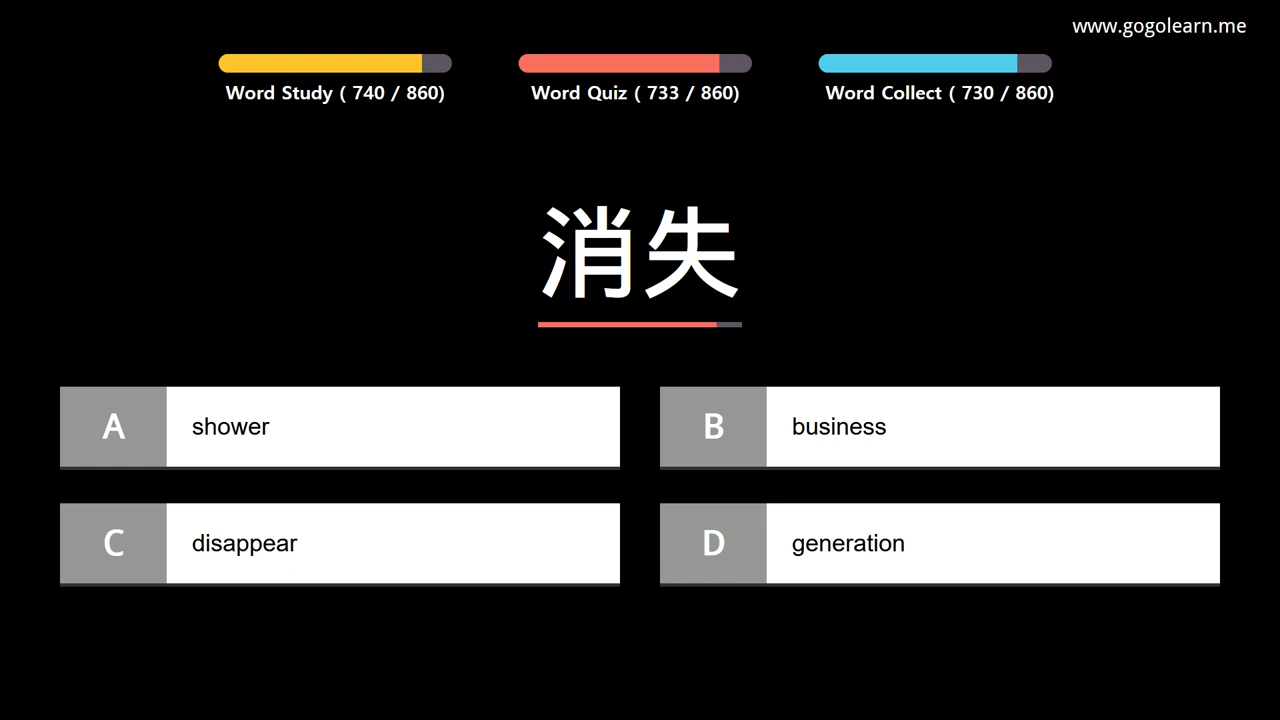 www.gogolearn.me
Word Study ( 740 / 860)
Word Quiz ( 733 / 860)
Word Collect ( 730 / 860)
消失
A shower
B business
C disappear
D generation